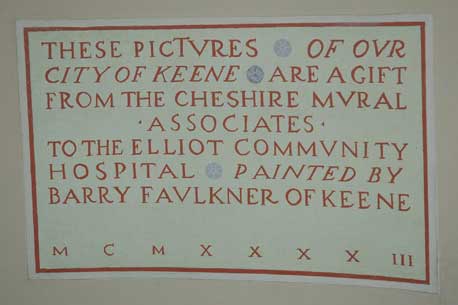 THESE PICTVRES OF OVR
CITY OF KEENE ARE A GIFT
FROM THE CHESHIRE MVRAL
· ASSOCIATES ·
TO THE ELLIOT COMMVNITY
HOSPITAL PAINTED BY
BARRY FAULKNER OF KEENE
M C M X X X X III